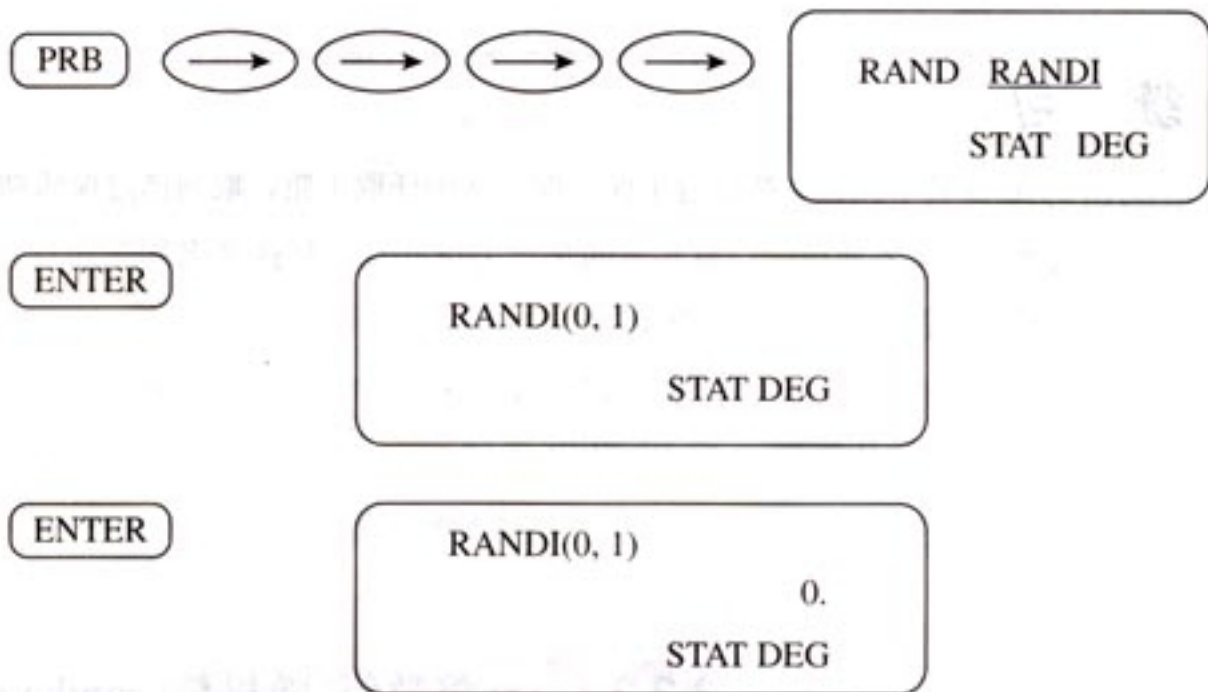 PRB
RAND RANDI
STAT DEG
ENTER
RANDI(0, 1)
STAT DEG
ENTER
RANDI(0, 1)
0.
STAT DEG